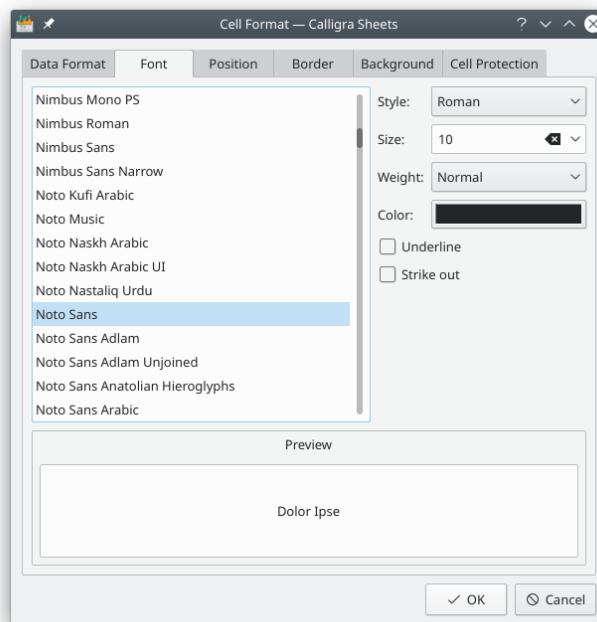 Cell Format — Calligra Sheets
Data Format Font Position Border Background Cell Protection
Nimbus Mono PS
Nimbus Roman
Nimbus Sans
Nimbus Sans Narrow
Noto Kufi Arabic
Noto Music
Noto Naskh Arabic
Noto Naskh Arabic UI
Noto Nastaliq Urdu
Noto Sans
Noto Sans Adlam
Noto Sans Adlam Unjoined
Noto Sans Anatolian Hieroglyphs
Noto Sans Arabic
Style: Roman
Size: 10
Weight: Normal
Color:
Underline
Strike out
Preview
Dolor Ipse
OK Cancel